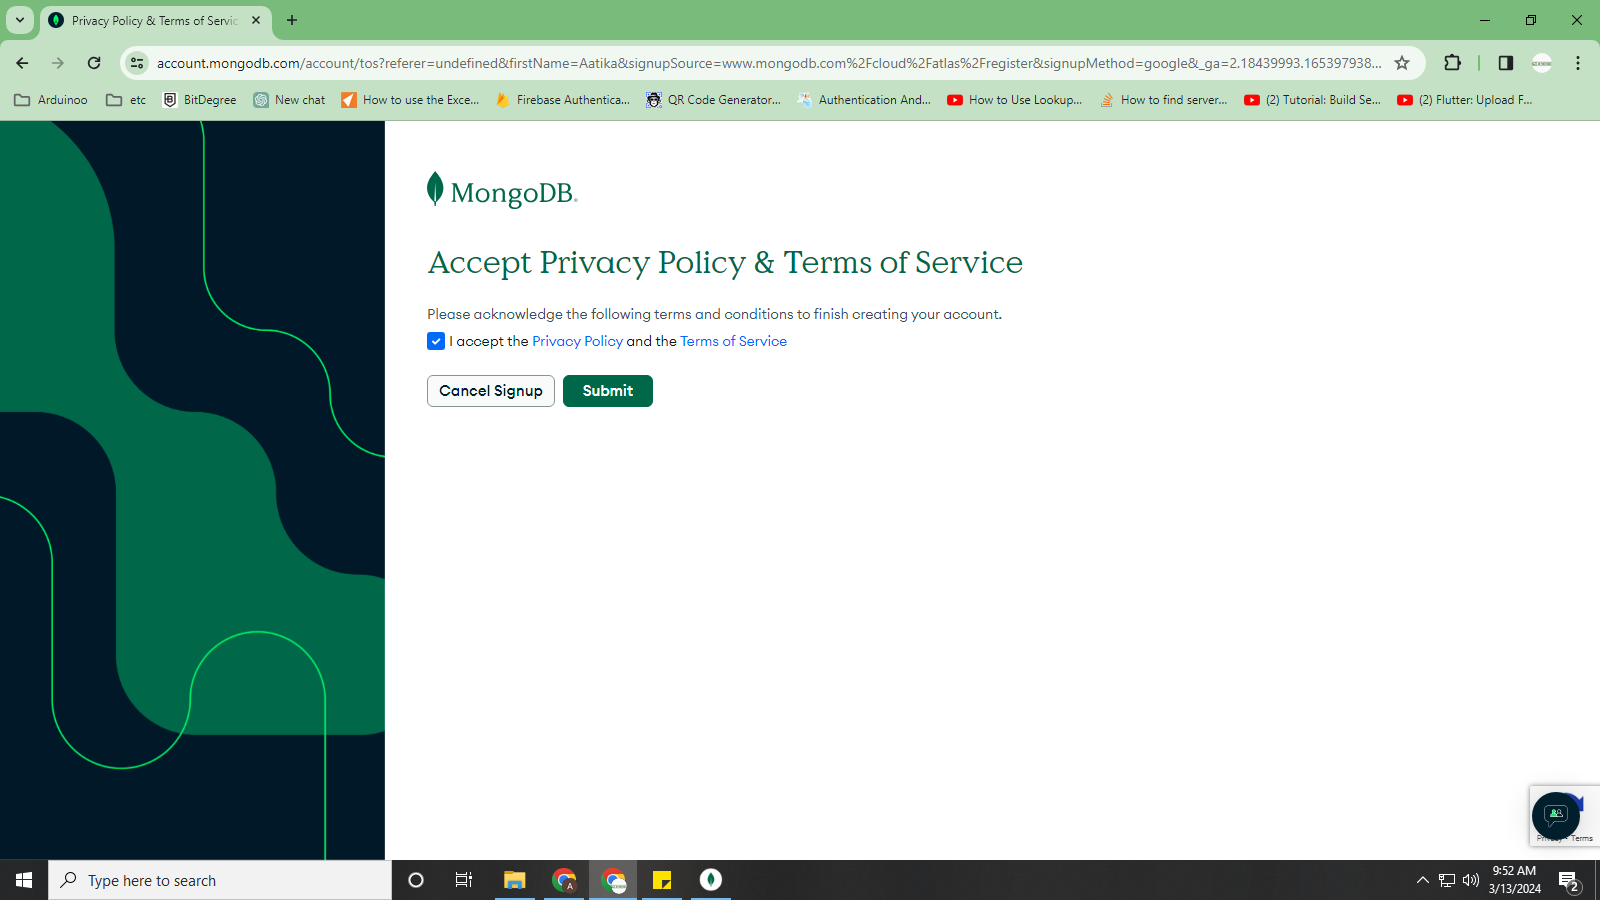 Privacy Policy & Terms of Servic
account.mongodb.com/account/tos?referer=undefined&firstName=Aatika&signupSource=www.mongodb.com%2Fcloud%2Fatlas%2Fregister&signupMethod=google&_ga=2.18439993.165397938...
Arduinoo etc BitDegree New chat How to use the Exce... Firebase Authentica... QR Code Generator... Authentication And... How to Use Lookup... How to find server... (2) Tutorial: Build Se... (2) Flutter: Upload F...
MongoDB.
Accept Privacy Policy & Terms of Service
Please acknowledge the following terms and conditions to finish creating your account.
I accept the Privacy Policy and the Terms of Service
Cancel Signup Submit
Terms
Type here to search
A
9:52 AM
3/13/2024
2